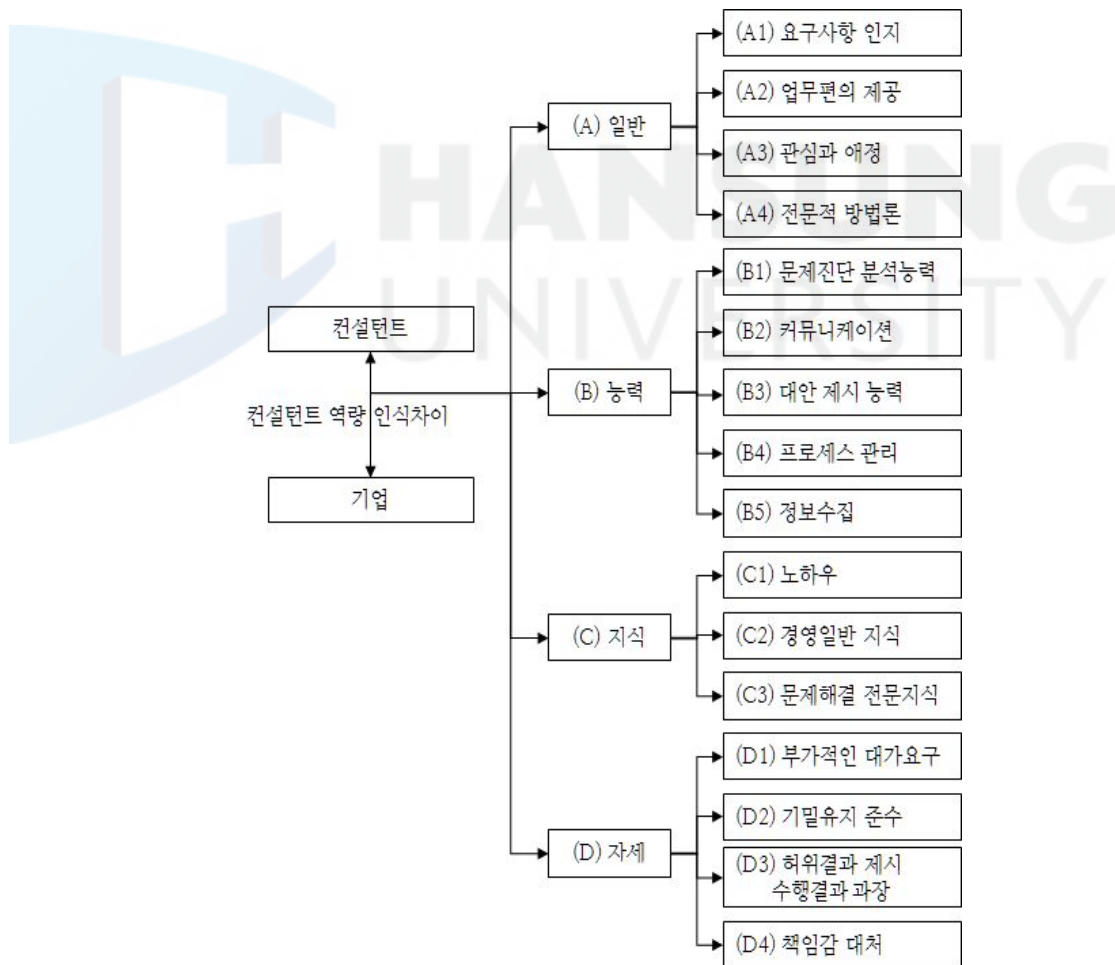 HANSUNG
UNIVERSITY
컨설턴트
컨설턴트 역량 인식차이
기업
(A) 일반
(A1) 요구사항 인지
(A2) 업무편의 제공
(A3) 관심과 애정
(A4) 전문적 방법론
(B) 능력
(B1) 문제진단 분석능력
(B2) 커뮤니케이션
(B3) 대안 제시 능력
(B4) 프로세스 관리
(B5) 정보수집
(C) 지식
(C1) 노하우
(C2) 경영일반 지식
(C3) 문제해결 전문지식
(D) 자세
(D1) 부가적인 대가요구
(D2) 기밀유지 준수
(D3) 허위결과 제시
수행결과 과장
(D4) 책임감 대처